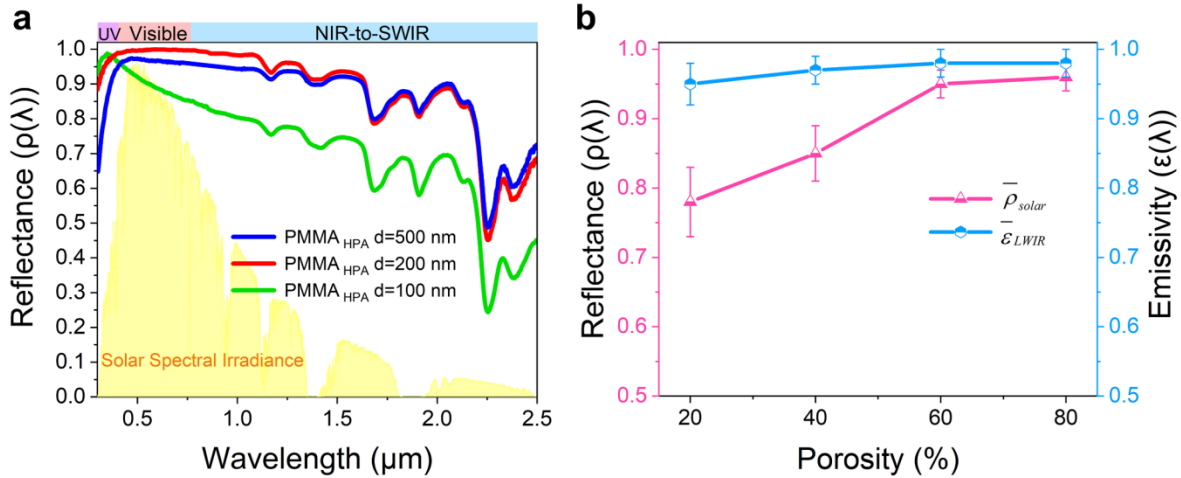 a
UV Visible NIR-to-SWIR
Reflectance (ρ(λ))
1.0
0.9
0.8
0.7
0.6
0.5
0.4
0.3
0.2
0.1
0.0
PMMA HPA d=500 nm
PMMA HPA d=200 nm
PMMA HPA d=100 nm
Solar Spectral Irradiance
0.5 1.0 1.5 2.0 2.5
Wavelength (μm)
b
Reflectance (ρ(λ))
1.0
0.9
0.8
0.7
0.6
0.5
ρ̅ solar
ε̅ LWIR
1.0
0.9
0.8
0.7
0.6
0.5
Emissivity (ε(λ))
20 40 60 80
Porosity (%)